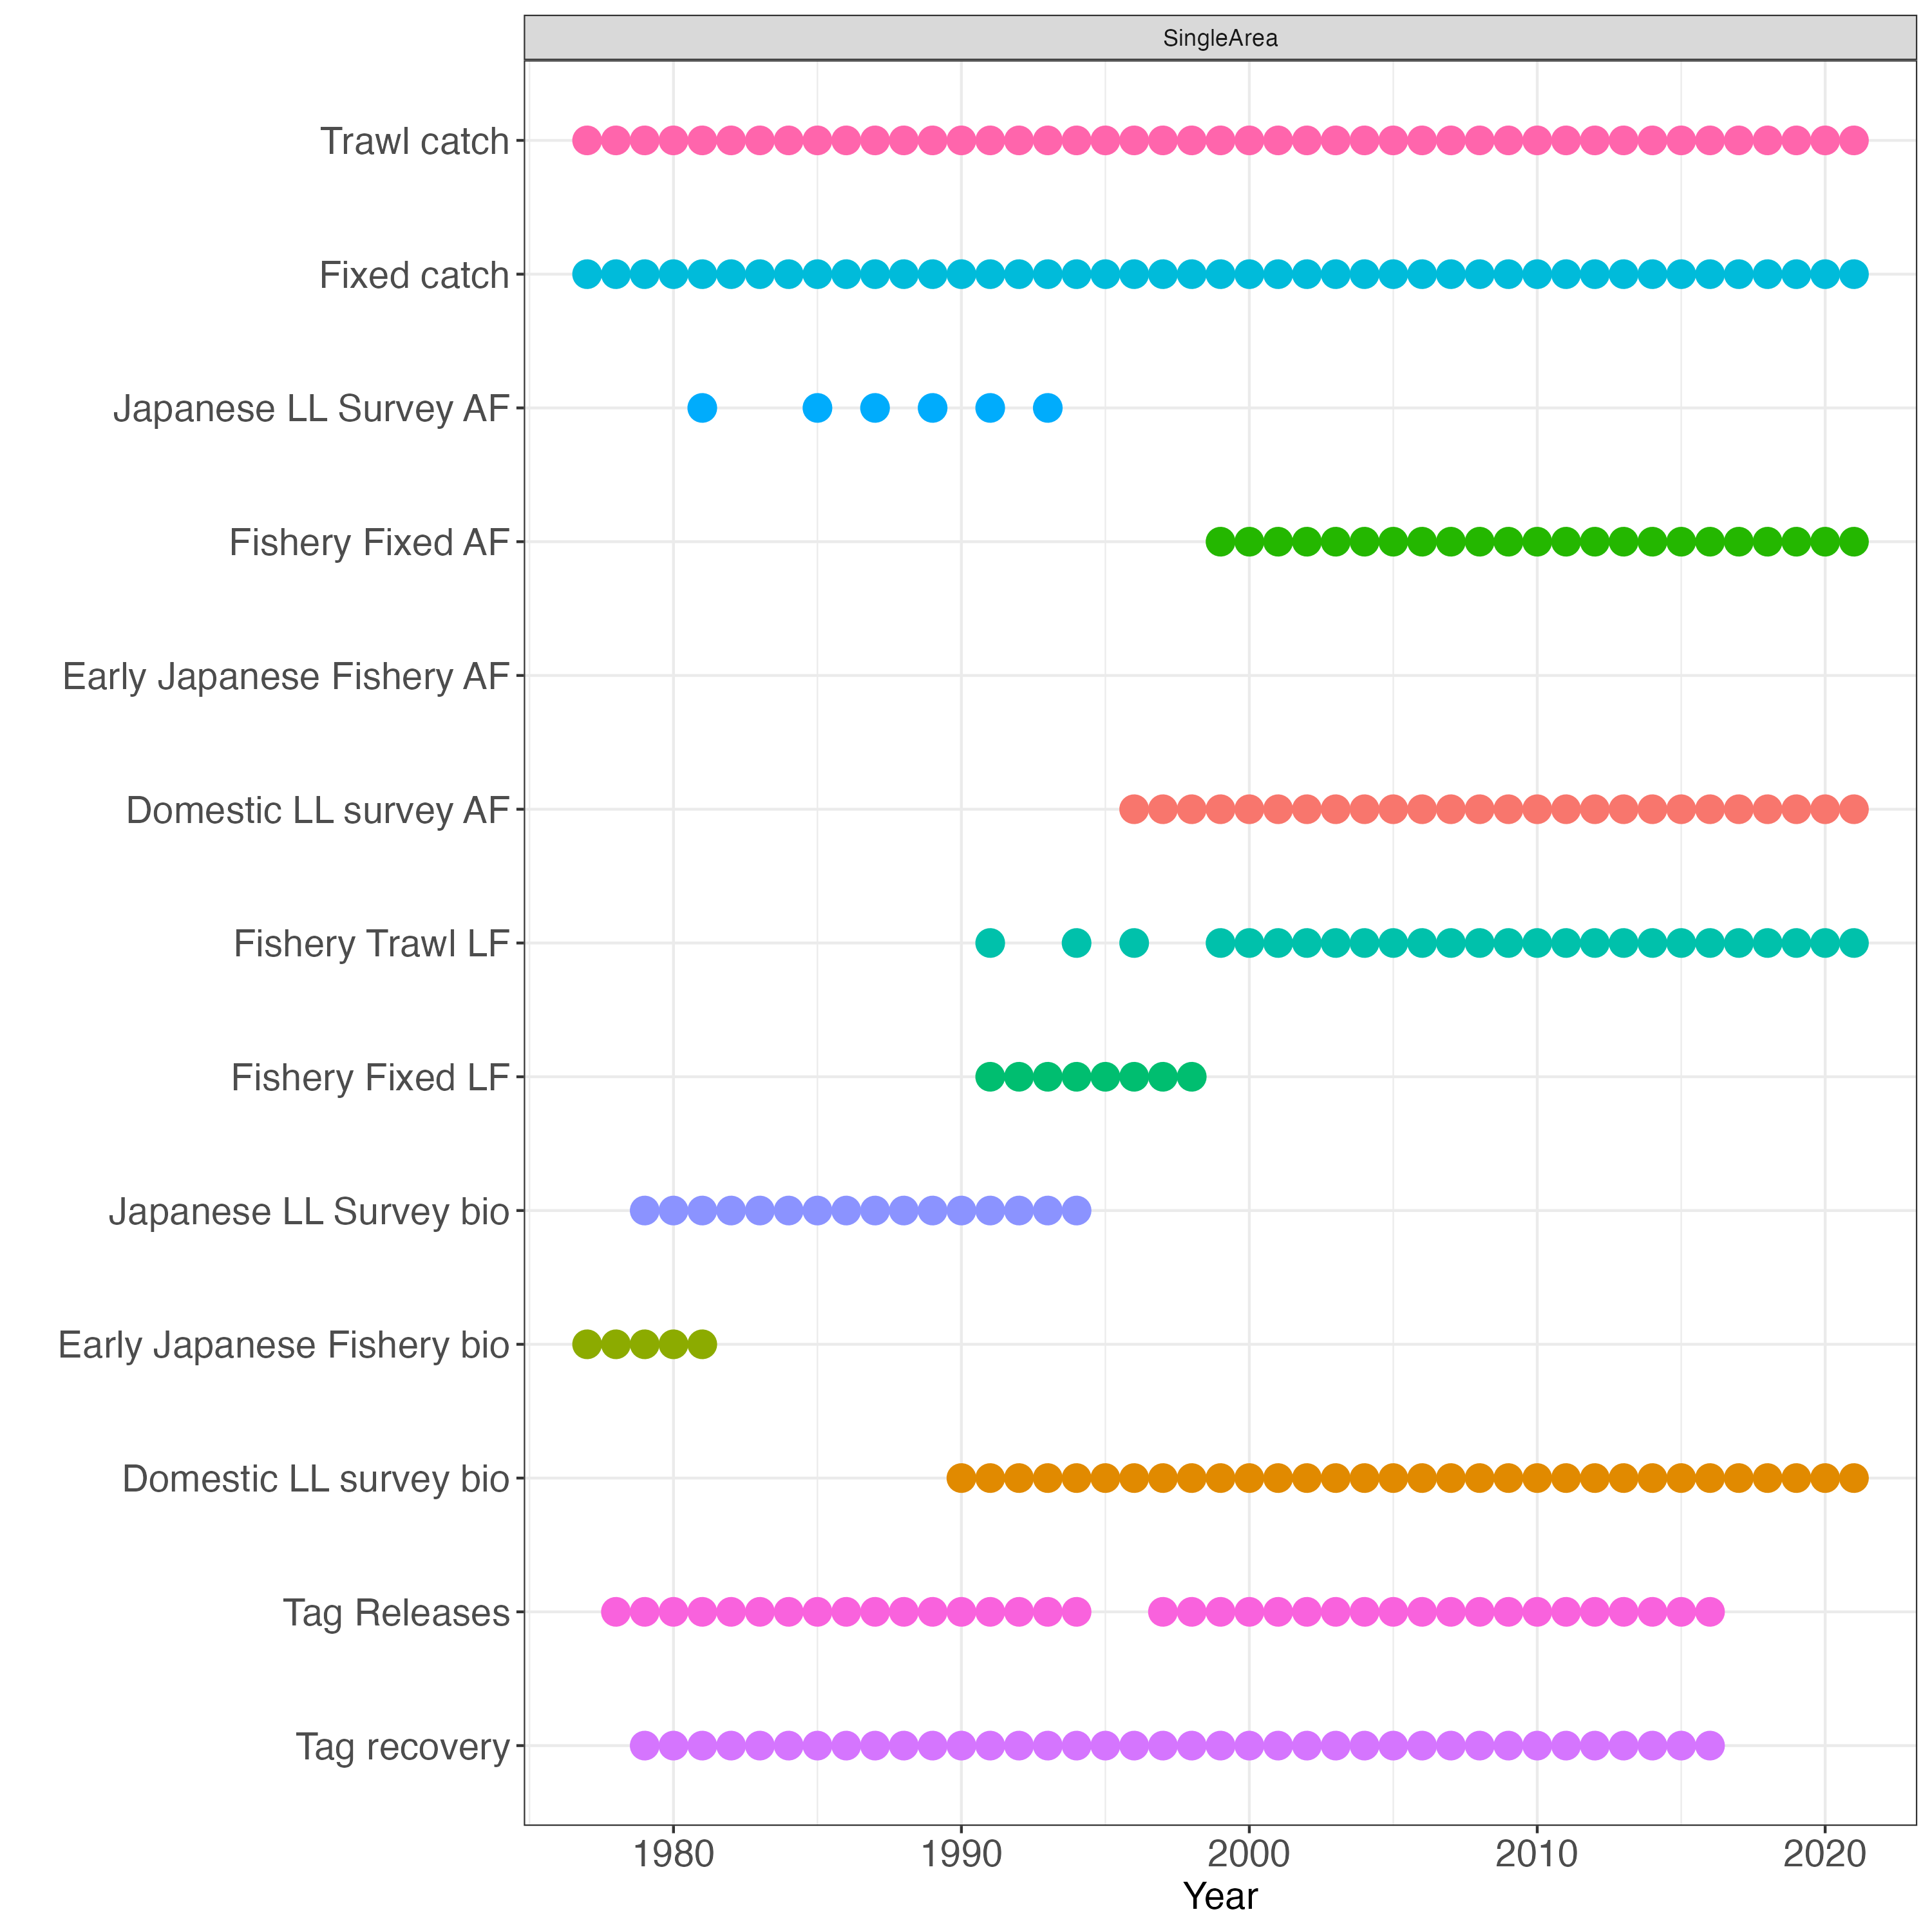 SingleArea
Trawl catch
Fixed catch
Japanese LL Survey AF
Fishery Fixed AF
Early Japanese Fishery AF
Domestic LL survey AF
Fishery Trawl LF
Fishery Fixed LF
Japanese LL Survey bio
Early Japanese Fishery bio
Domestic LL survey bio
Tag Releases
Tag recovery
1980 1990 2000 2010 2020
Year